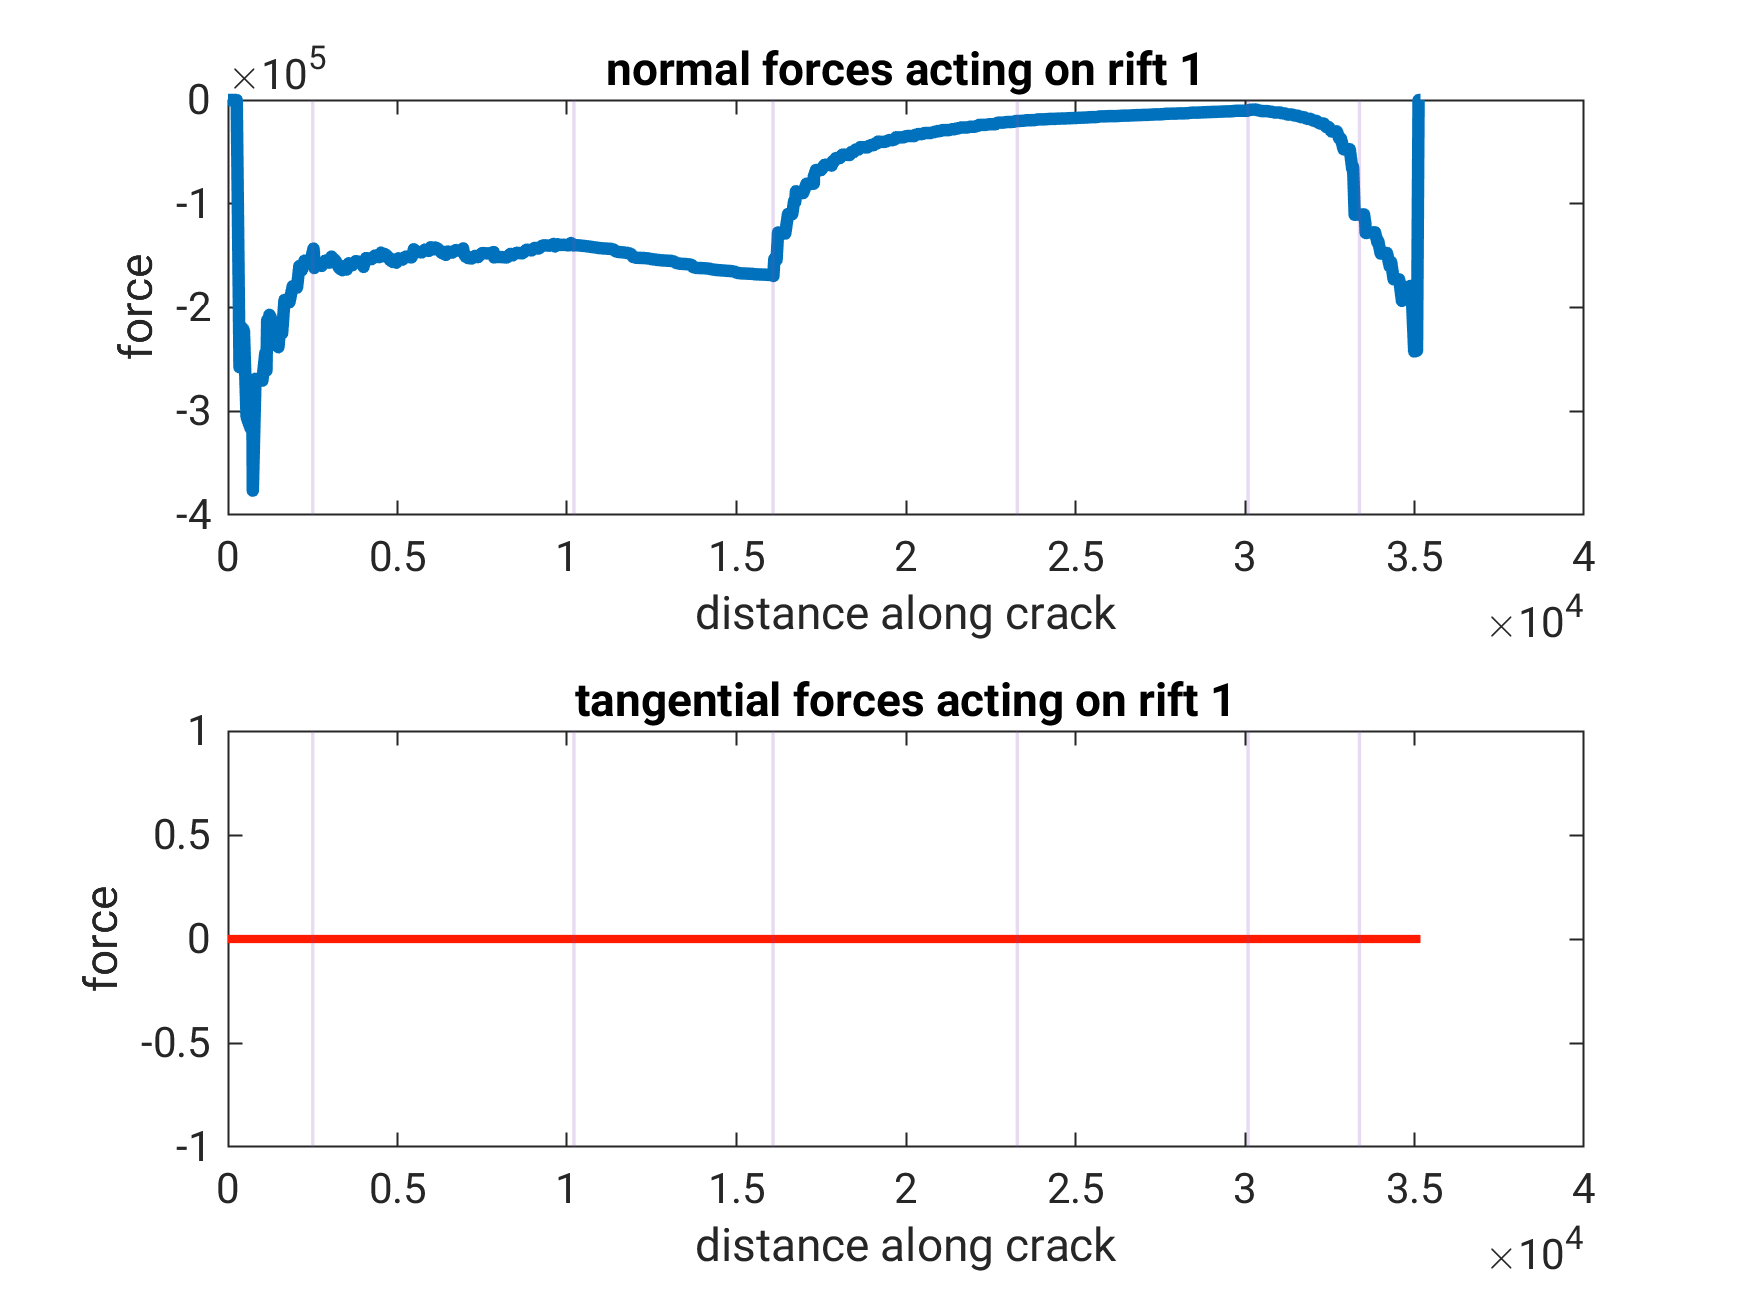 ×10^5
normal forces acting on rift 1
0
-1
-2
-3
-4
force
0 0.5 1 1.5 2 2.5 3 3.5 4
distance along crack
×10^4
tangential forces acting on rift 1
1
0.5
0
-0.5
-1
force
0 0.5 1 1.5 2 2.5 3 3.5 4
distance along crack
×10^4